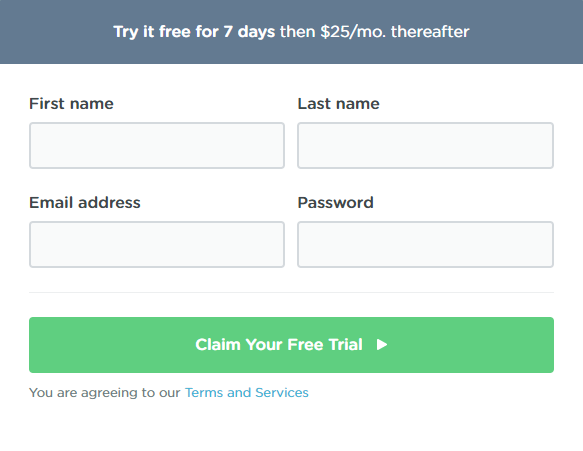 Try it free for 7 days then $25/mo. thereafter
First name
Last name
Email address
Password
Claim Your Free Trial
You are agreeing to our Terms and Services